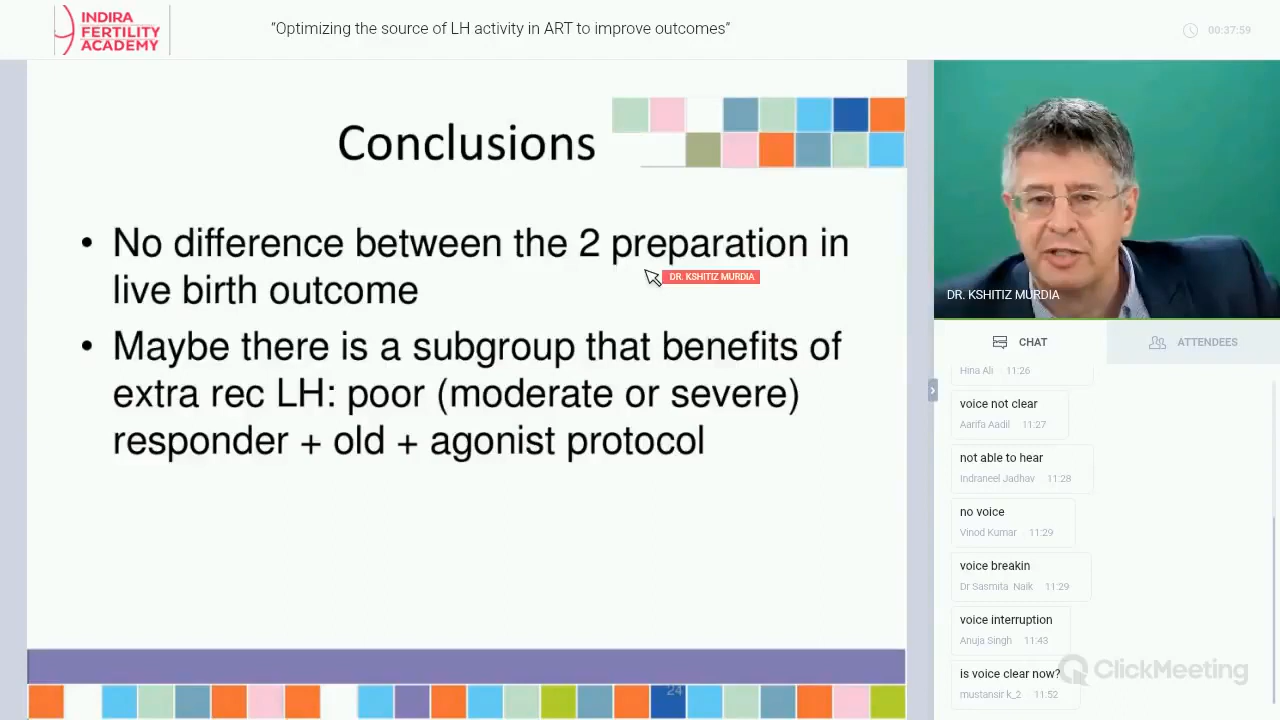 INDIRA
FERTILITY
ACADEMY
“Optimizing the source of LH activity in ART to improve outcomes”
00:37:59
Conclusions
• No difference between the 2 preparation in
live birth outcome
DR. KSHITIZ MURDIA
• Maybe there is a subgroup that benefits of
extra rec LH: poor (moderate or severe)
responder + old + agonist protocol
24
DR. KSHITIZ MURDIA
CHAT
ATTENDEES
Hina Ali 11:26
voice not clear
Aarifa Aadil 11:27
not able to hear
Indraneel Jadhav 11:28
no voice
Vinod Kumar 11:29
voice breakin
Dr Sasmita Naik 11:29
voice interruption
Anuja Singh 11:43
is voice clear now?
mustansir k_2 11:52
ClickMeeting